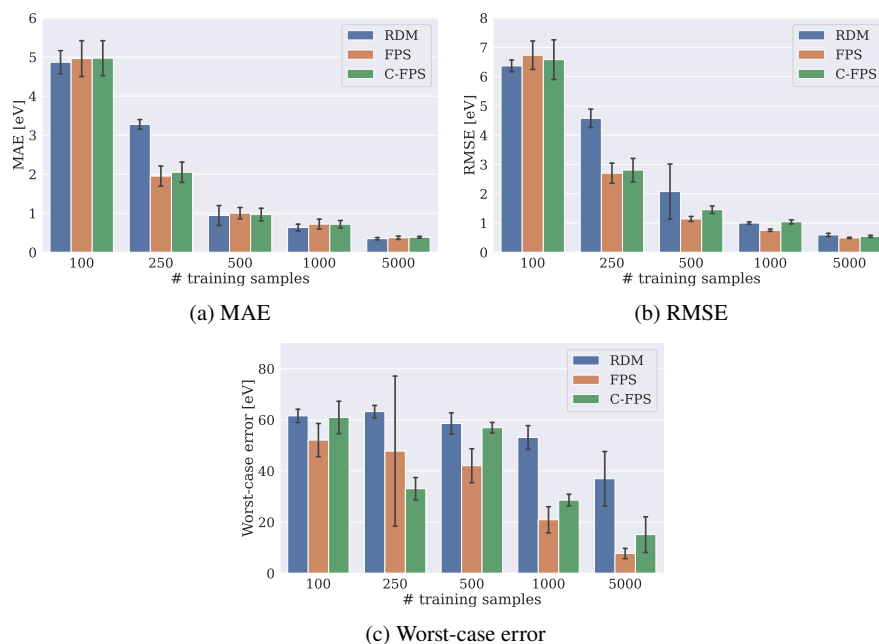 6
5
4
3
2
1
0
MAE [eV]
RDM
FPS
C-FPS
100 250 500 1000 5000
# training samples
(a) MAE
8
7
6
5
4
3
2
1
0
RMSE [eV]
RDM
FPS
C-FPS
100 250 500 1000 5000
# training samples
(b) RMSE
80
60
40
20
0
Worst-case error [eV]
RDM
FPS
C-FPS
100 250 500 1000 5000
# training samples
(c) Worst-case error